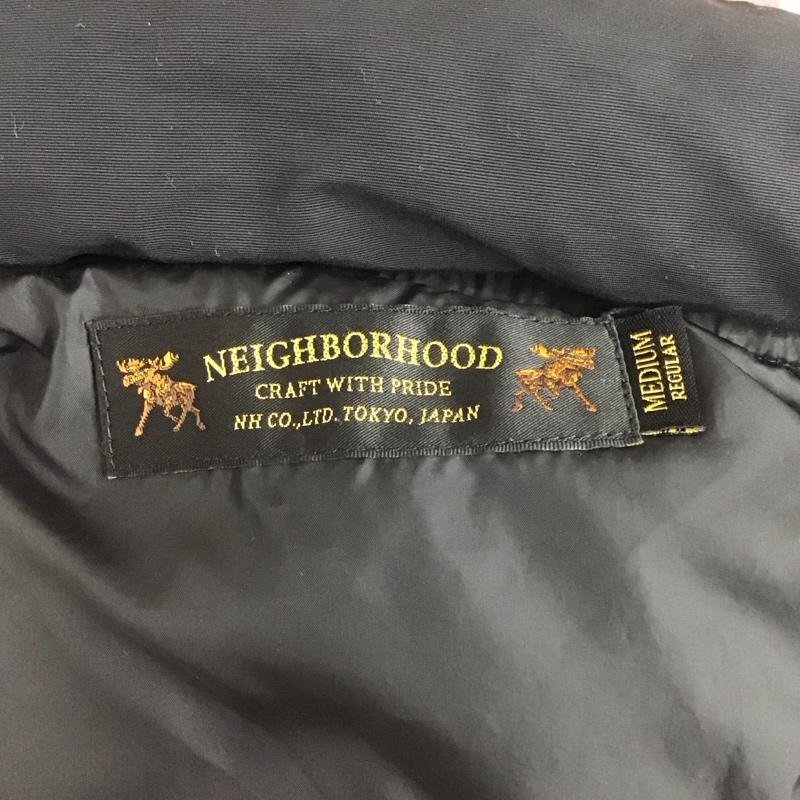 NEIGHBORHOOD
CRAFT WITH PRIDE
NH CO.,LTD. TOKYO, JAPAN
MEDIUM
REGULAR